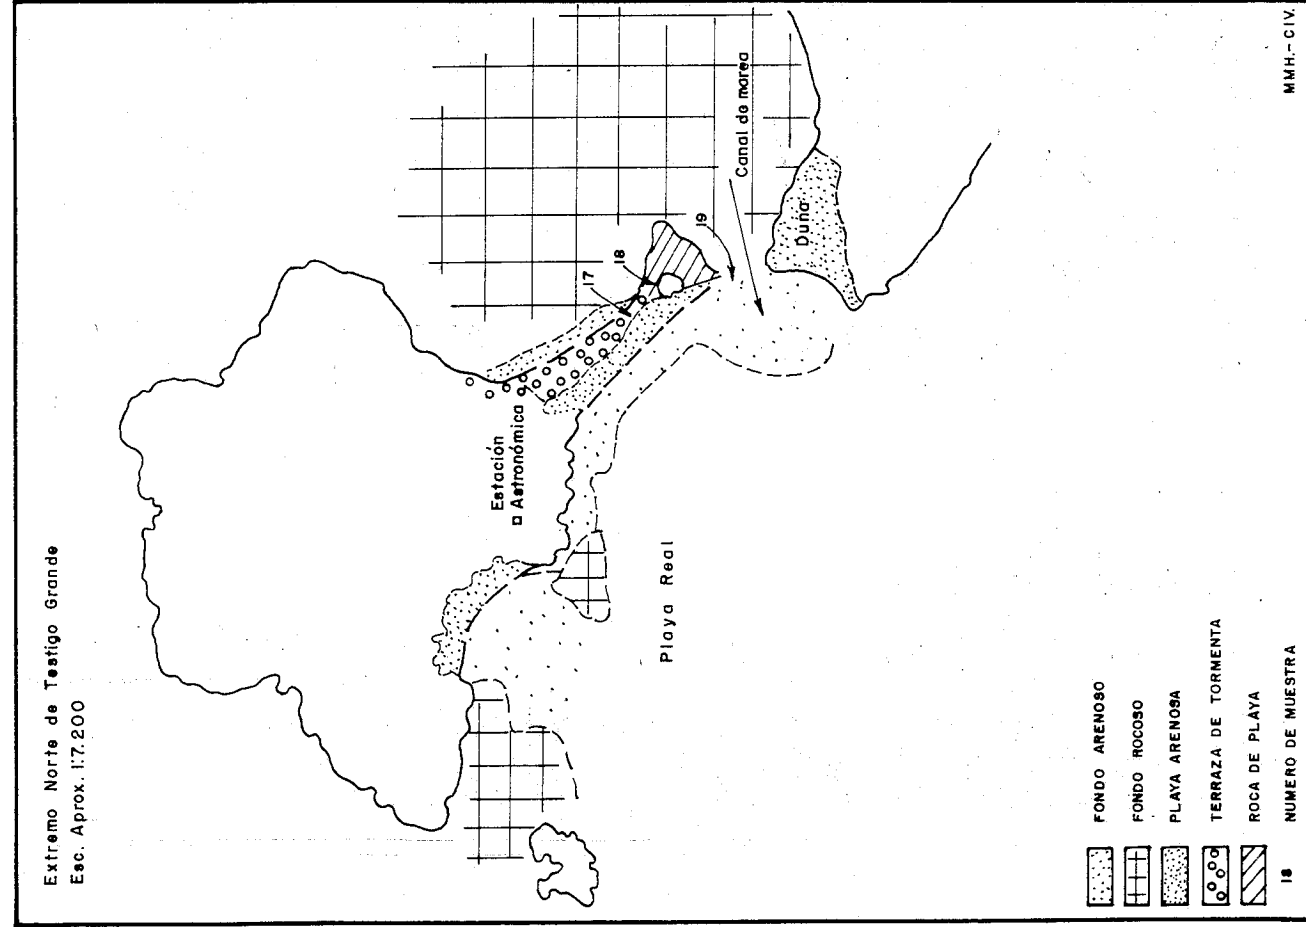 Extremo Norte de Testigo Grande
Esc. Aprox. 1:7.200
Estación
Astronómica
Playa Real
17
18
19
Canal de marea
Duna
FONDO ARENOSO
FONDO ROCOSO
PLAYA ARENOSA
TERRAZA DE TORMENTA
ROCA DE PLAYA
18 NUMERO DE MUESTRA
MMH.-CIV.